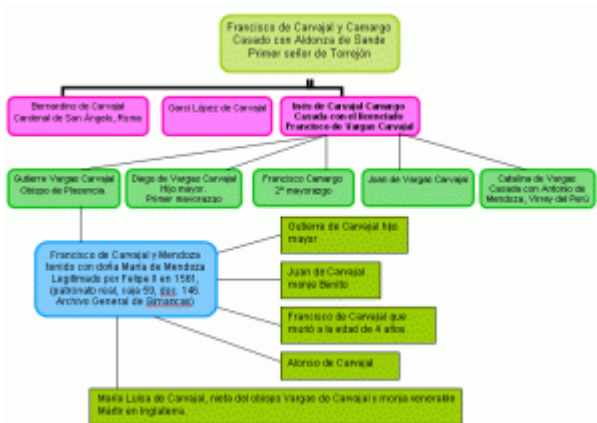 Francisco de Carvajal y Camargo
Casado con Aldonza de Sande
Primer señor de Torrejón
Bernardino de Carvajal
Cardenal de San Ángelo, Roma
Garci López de Carvajal
Inés de Carvajal Camargo
Casada con el licenciado
Francisco de Vargas Carvajal
Gutierre Vargas Carvajal
Obispo de Plasencia.
Diego de Vargas Carvajal
Hijo mayor.
Primer mayorazgo
Francisco Camargo
2º mayorazgo
Juan de Vargas Carvajal
Catalina de Vargas
Casada con Antonio de
Mendoza, Virrey del Perú
Francisco de Carvajal y Mendoza
tenido con doña María de Mendoza
Legitimado por Felipe II en 1561,
(patronato real, caja 59, doc. 146.
Archivo General de Simancas)
Gutierre de Carvajal hijo
mayor
Juan de Carvajal
monje Benito
Francisco de Carvajal que
murió a la edad de 4 años
Alonso de Carvajal
María Luisa de Carvajal, nieta del obispo Vargas de Carvajal y monja venerable
Mártir en Inglaterra.